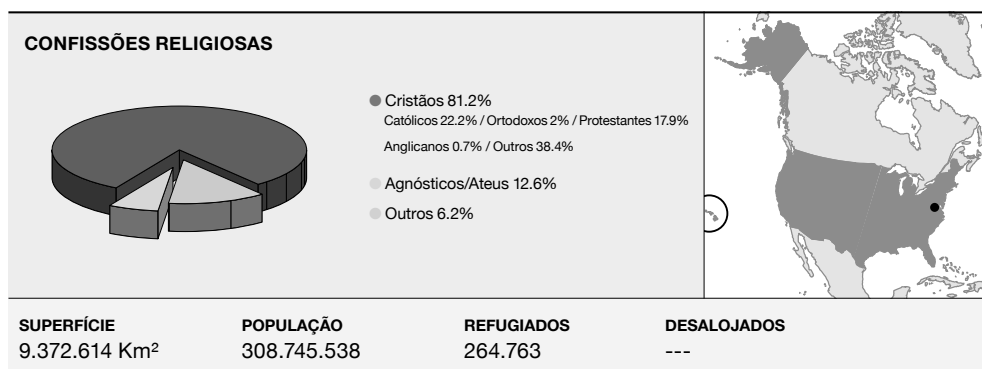 CONFISSÕES RELIGIOSAS
Cristãos 81.2%
Católicos 22.2% / Ortodoxos 2% / Protestantes 17.9%
Anglicanos 0.7% / Outros 38.4%
Agnósticos/Ateus 12.6%
Outros 6.2%
SUPERFÍCIE
9.372.614 Km²
POPULAÇÃO
308.745.538
REFUGIADOS
264.763
DESALOJADOS
---